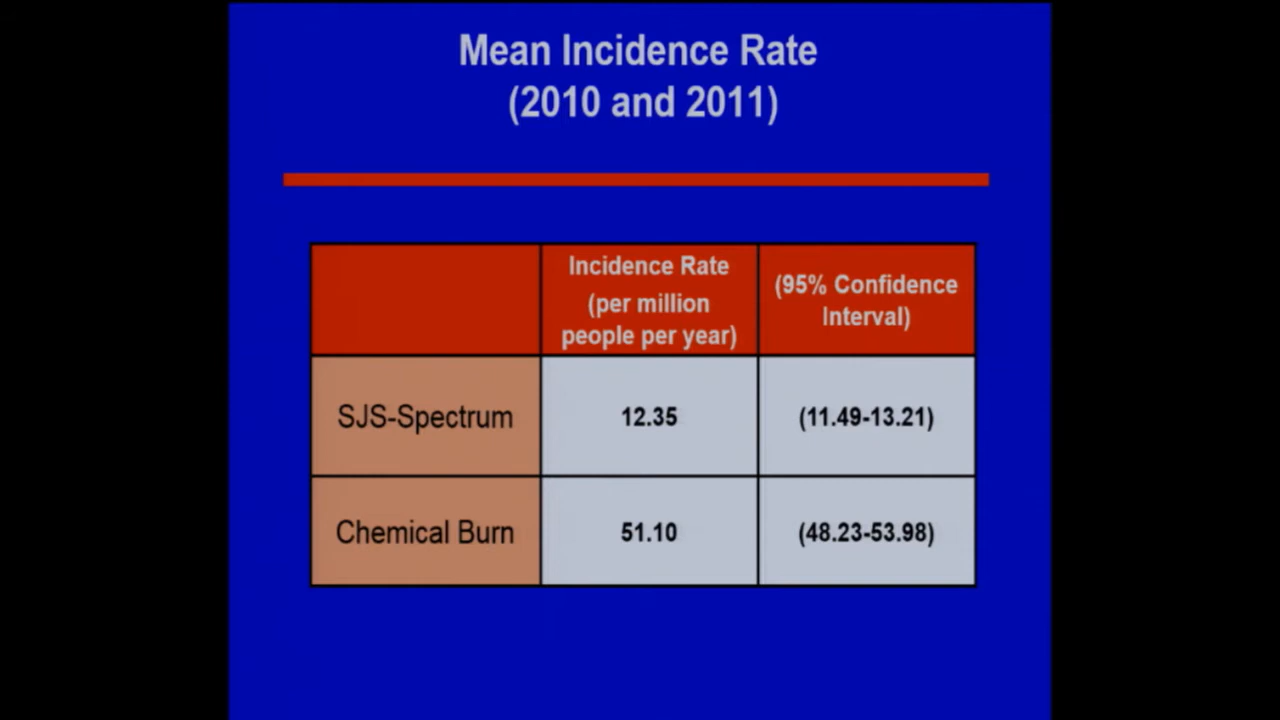 Mean Incidence Rate
(2010 and 2011)
Incidence Rate
(per million
people per year)
(95% Confidence
Interval)
SJS-Spectrum
12.35
(11.49-13.21)
Chemical Burn
51.10
(48.23-53.98)